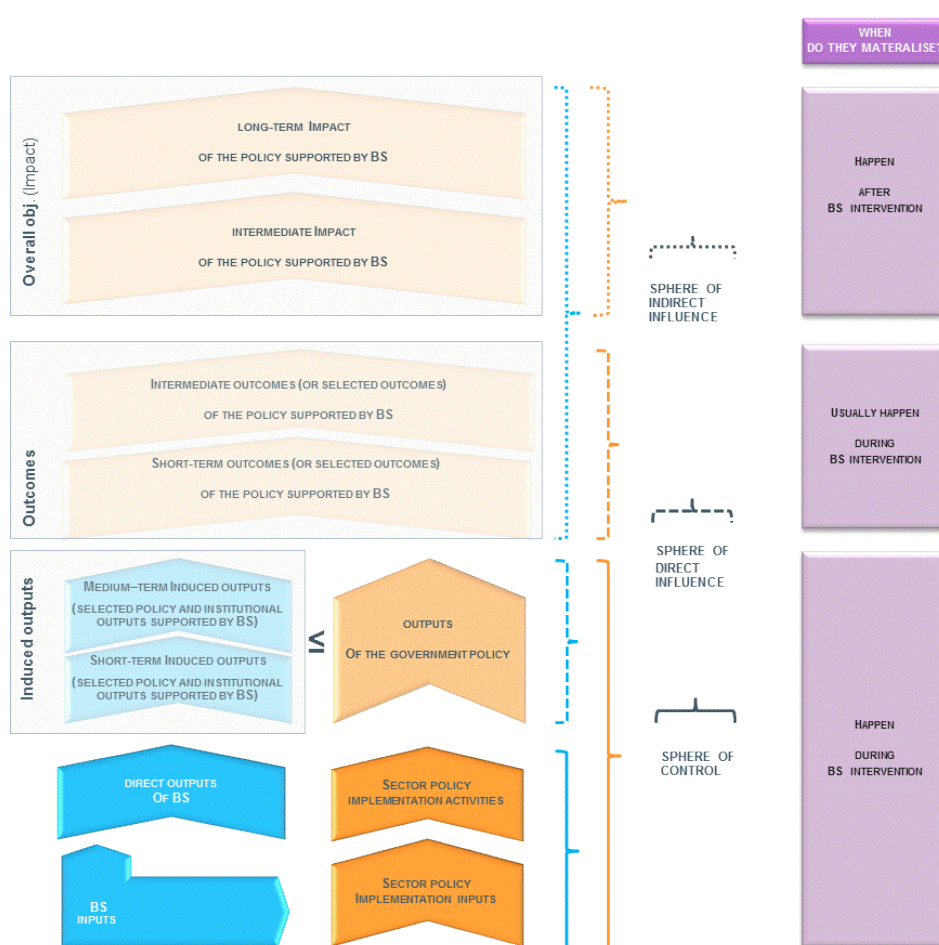 WHEN
DO THEY MATERALISE?
Overall obj. (Impact)
LONG-TERM IMPACT
OF THE POLICY SUPPORTED BY BS
INTERMEDIATE IMPACT
OF THE POLICY SUPPORTED BY BS
SPHERE OF
INDIRECT
INFLUENCE
HAPPEN
AFTER
BS INTERVENTION
Outcomes
INTERMEDIATE OUTCOMES (OR SELECTED OUTCOMES)
OF THE POLICY SUPPORTED BY BS
SHORT-TERM OUTCOMES (OR SELECTED OUTCOMES)
OF THE POLICY SUPPORTED BY BS
SPHERE OF
DIRECT
INFLUENCE
USUALLY HAPPEN
DURING
BS INTERVENTION
Induced outputs
MEDIUM–TERM INDUCED OUTPUTS
(SELECTED POLICY AND INSTITUTIONAL
OUTPUTS SUPPORTED BY BS)
SHORT-TERM INDUCED OUTPUTS
(SELECTED POLICY AND INSTITUTIONAL
OUTPUTS SUPPORTED BY BS)
≤
OUTPUTS
OF THE GOVERNMENT POLICY
SPHERE OF
CONTROL
HAPPEN
DURING
BS INTERVENTION
DIRECT OUTPUTS
OF BS
SECTOR POLICY
IMPLEMENTATION ACTIVITIES
BS
INPUTS
SECTOR POLICY
IMPLEMENTATION INPUTS